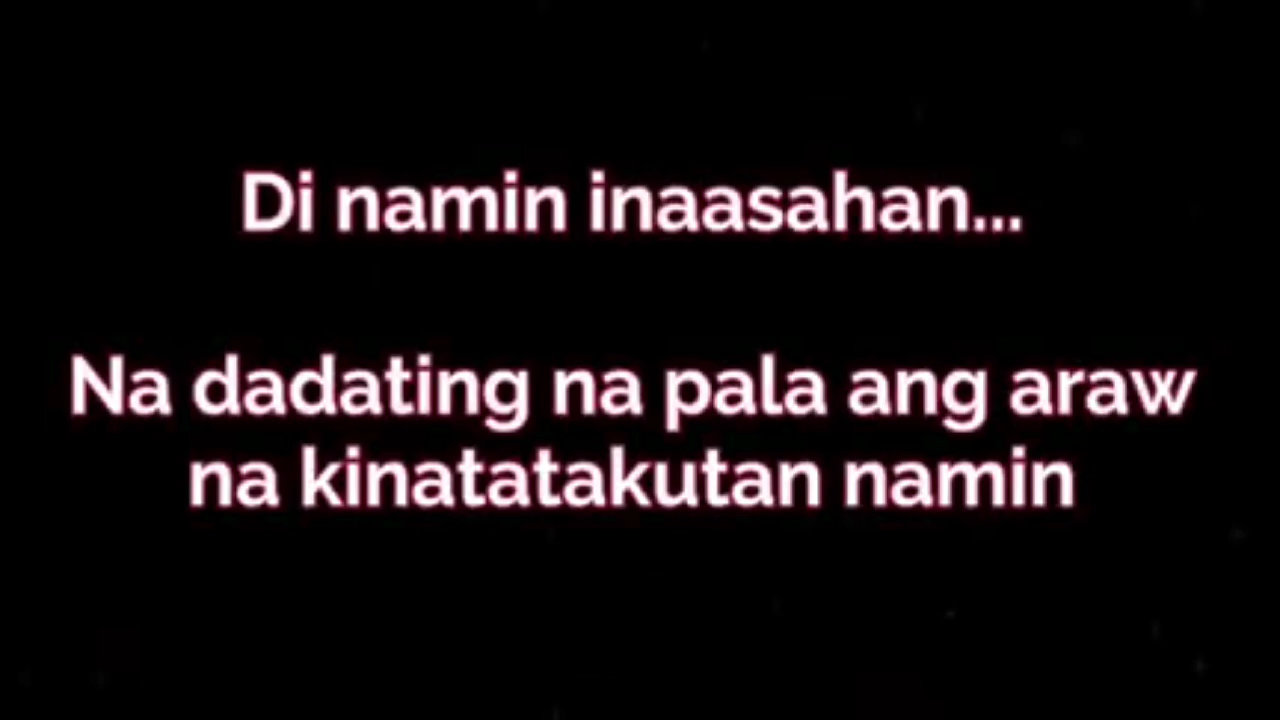 Di namin inaasahan...
Na dadating na pala ang araw
na kinatatakutan namin